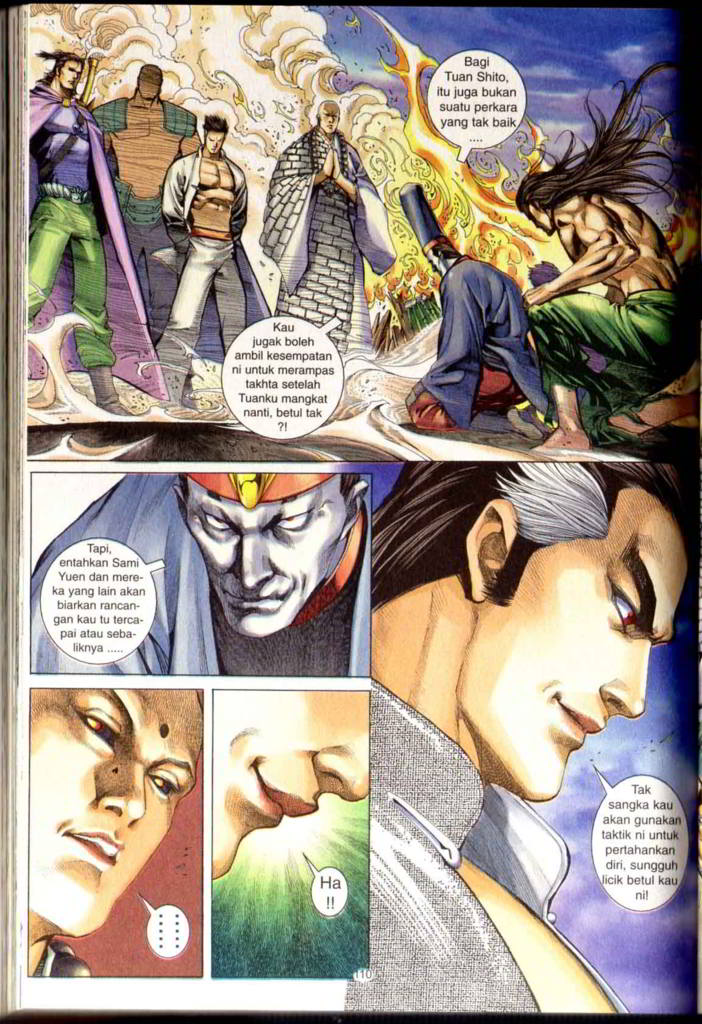 Bagi
Tuan Shito,
itu juga bukan
suatu perkara
yang tak baik
....
Kau
jugak boleh
ambil kesempatan
ni untuk merampas
takhta setelah
Tuanku mangkat
nanti, betul tak
?!
Tapi,
entahkan Sami
Yuen dan mere-
ka yang lain akan
biarkan rancan-
gan kau tu terca-
pai atau seba-
liknya .....
Tak
sangka kau
akan gunakan
taktik ni untuk
pertahankan
diri, sungguh
licik betul kau
ni!
Ha
!!
110